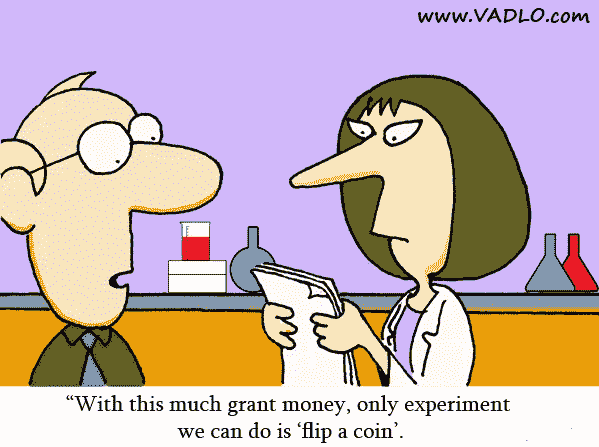 www.VADLO.com
“With this much grant money, only experiment
we can do is ‘flip a coin’.